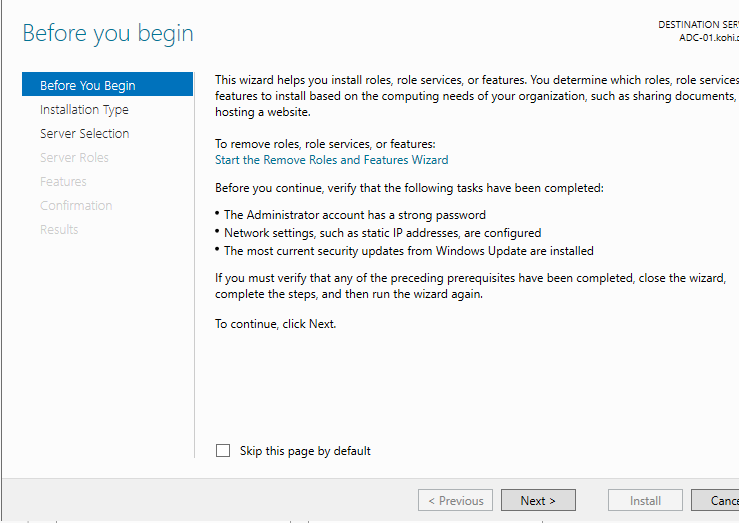 Before you begin
DESTINATION SER
ADC-01.kohi.
Before You Begin
Installation Type
Server Selection
Server Roles
Features
Confirmation
Results
This wizard helps you install roles, role services, or features. You determine which roles, role services
features to install based on the computing needs of your organization, such as sharing documents,
hosting a website.
To remove roles, role services, or features:
Start the Remove Roles and Features Wizard
Before you continue, verify that the following tasks have been completed:
• The Administrator account has a strong password
• Network settings, such as static IP addresses, are configured
• The most current security updates from Windows Update are installed
If you must verify that any of the preceding prerequisites have been completed, close the wizard,
complete the steps, and then run the wizard again.
To continue, click Next.
Skip this page by default
< Previous
Next >
Install
Cance